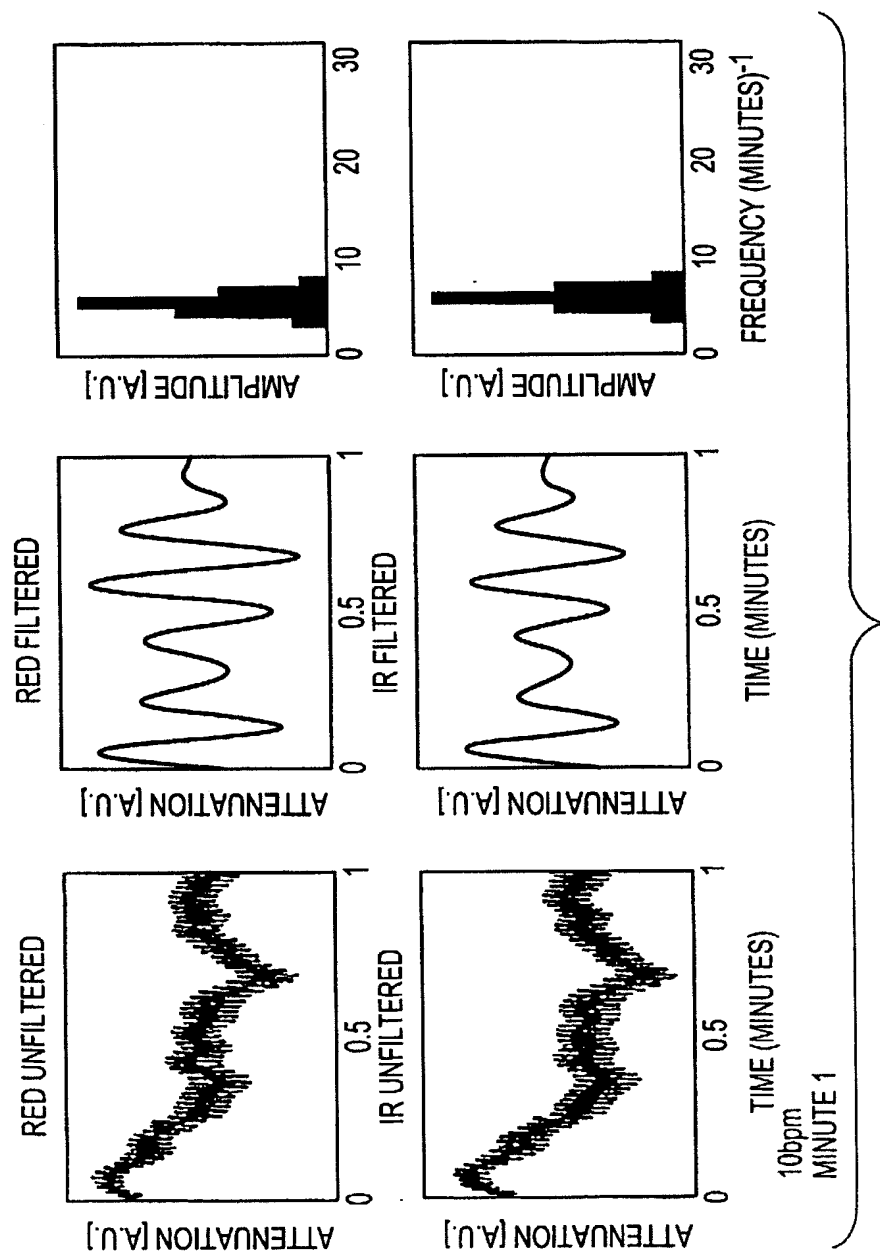 RED UNFILTERED
ATTENUATION [A.U.]
0 0.5 1
RED FILTERED
ATTENUATION [A.U.]
0 0.5 1
AMPLITUDE [A.U.]
0 10 20 30
IR UNFILTERED
ATTENUATION [A.U.]
0 0.5 1
TIME (MINUTES)
IR FILTERED
ATTENUATION [A.U.]
0 0.5 1
TIME (MINUTES)
AMPLITUDE [A.U.]
0 10 20 30
FREQUENCY (MINUTES)⁻¹
10bpm
MINUTE 1